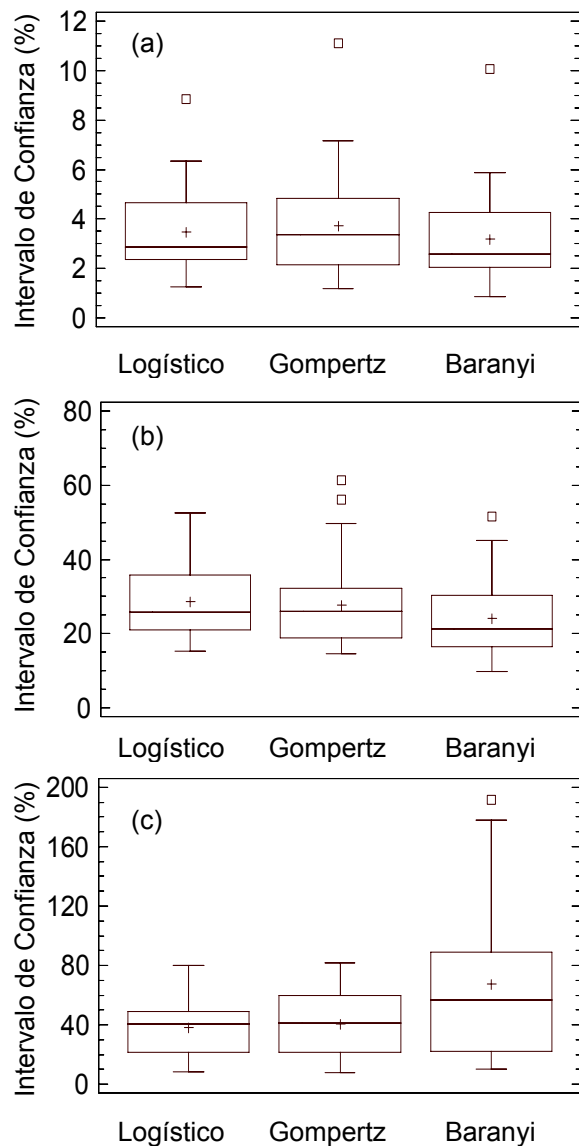 (a)
Intervalo de Confianza (%)
12
10
8
6
4
2
0
Logístico Gompertz Baranyi
(b)
Intervalo de Confianza (%)
80
60
40
20
0
Logístico Gompertz Baranyi
(c)
Intervalo de Confianza (%)
200
160
120
80
40
0
Logístico Gompertz Baranyi